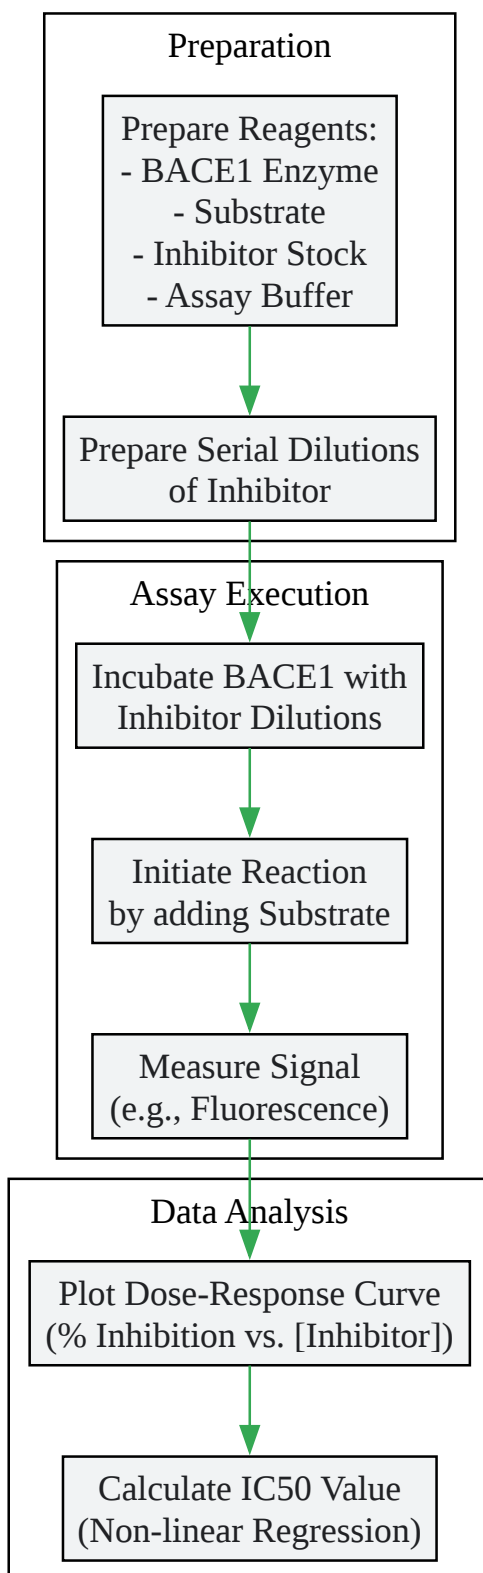 Preparation
Prepare Reagents:
- BACE1 Enzyme
- Substrate
- Inhibitor Stock
- Assay Buffer
Prepare Serial Dilutions
of Inhibitor
Assay Execution
Incubate BACE1 with
Inhibitor Dilutions
Initiate Reaction
by adding Substrate
Measure Signal
(e.g., Fluorescence)
Data Analysis
Plot Dose-Response Curve
(% Inhibition vs. [Inhibitor])
Calculate IC50 Value
(Non-linear Regression)